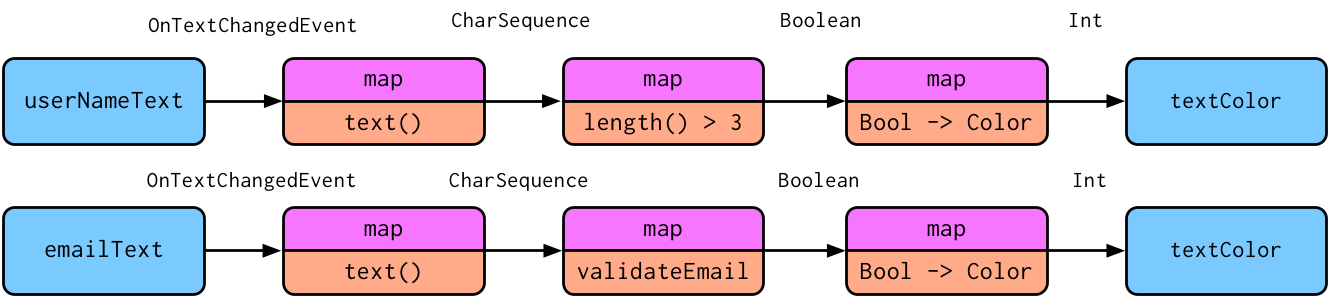 OnTextChangedEvent CharSequence Boolean Int
userNameText map map map textColor
text() length() > 3 Bool -> Color
OnTextChangedEvent CharSequence Boolean Int
emailText map map map textColor
text() validateEmail Bool -> Color